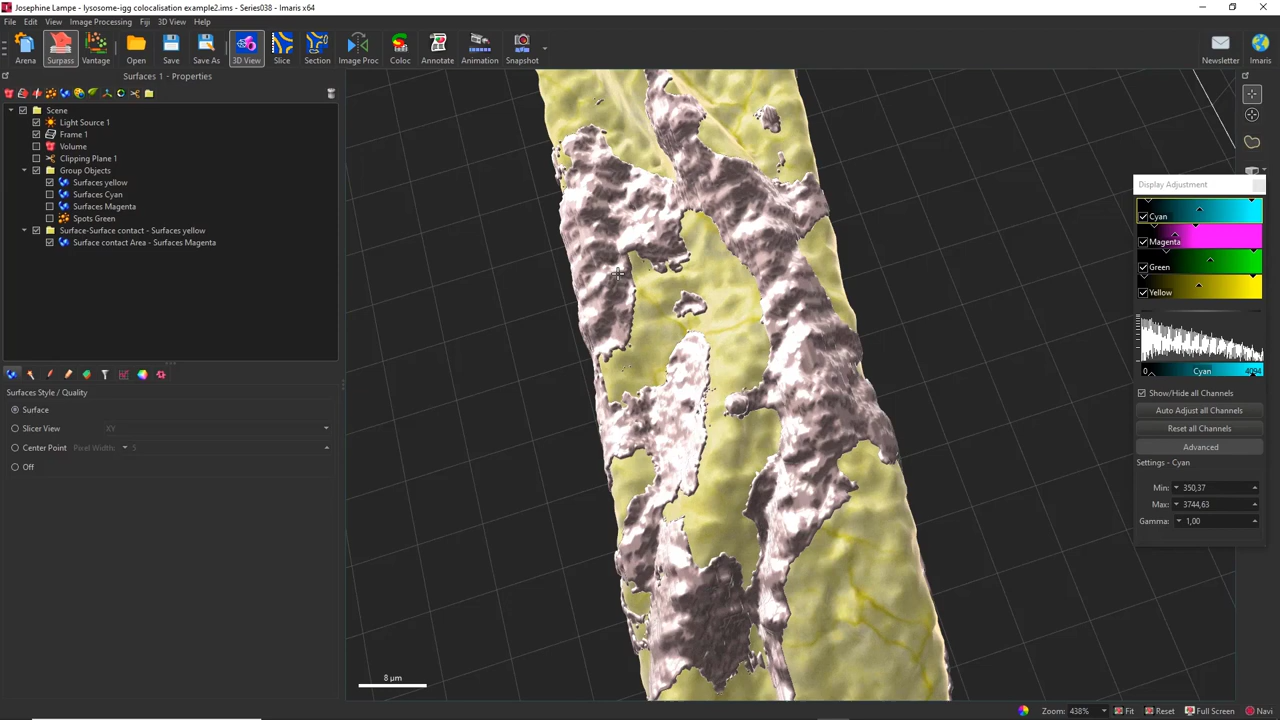 Josephine Lampe - lysosome-igg colocalisation example2.ims - Series038 - Imaris x64
File Edit View Image Processing Fiji 3D View Help
Arena Surpass Vantage Open Save Save As 3D View Slice Section Image Proc Coloc Annotate Animation Snapshot Newsletter Imaris
Surfaces 1 - Properties
Scene
Light Source 1
Frame 1
Volume
Clipping Plane 1
Group Objects
Surfaces yellow
Surfaces Cyan
Surfaces Magenta
Spots Green
Surface-Surface contact - Surfaces yellow
Surface contact Area - Surfaces Magenta
Surfaces Style / Quality
Surface
Slicer View XY
Center Point Pixel Width: 5
Off
8 µm
Display Adjustment
Cyan
Magenta
Green
Yellow
0 Cyan 4094
Show/Hide all Channels
Auto Adjust all Channels
Reset all Channels
Advanced
Settings - Cyan
Min: 350,37
Max: 3744,63
Gamma: 1,00
Zoom: 438% Fit Reset Full Screen Navi